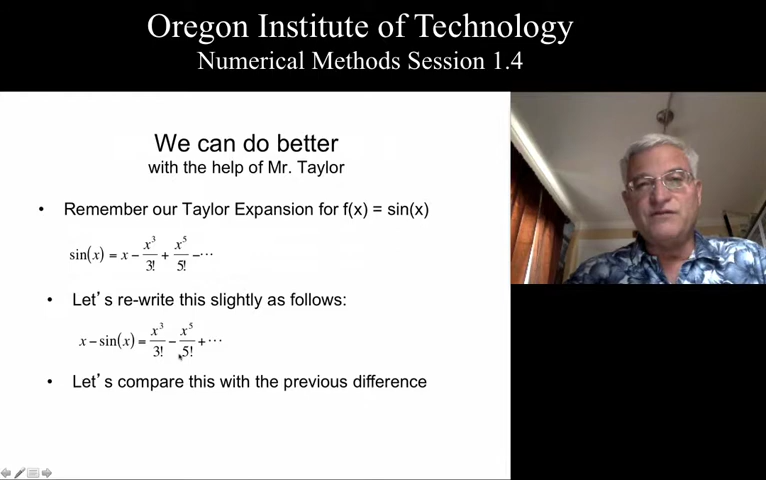 Oregon Institute of Technology
Numerical Methods Session 1.4
We can do better
with the help of Mr. Taylor
• Remember our Taylor Expansion for f(x) = sin(x)
sin(x) = x − x³/3! + x⁵/5! − ⋯
• Let's re-write this slightly as follows:
x − sin(x) = x³/3! − x⁵/5! + ⋯
• Let's compare this with the previous difference